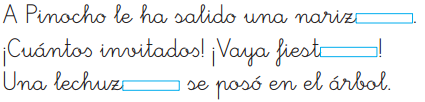 A Pinocho le ha salido una nariz.
¡Cuántos invitados! ¡Vaya fiest!
Una lechuz se posó en el árbol.